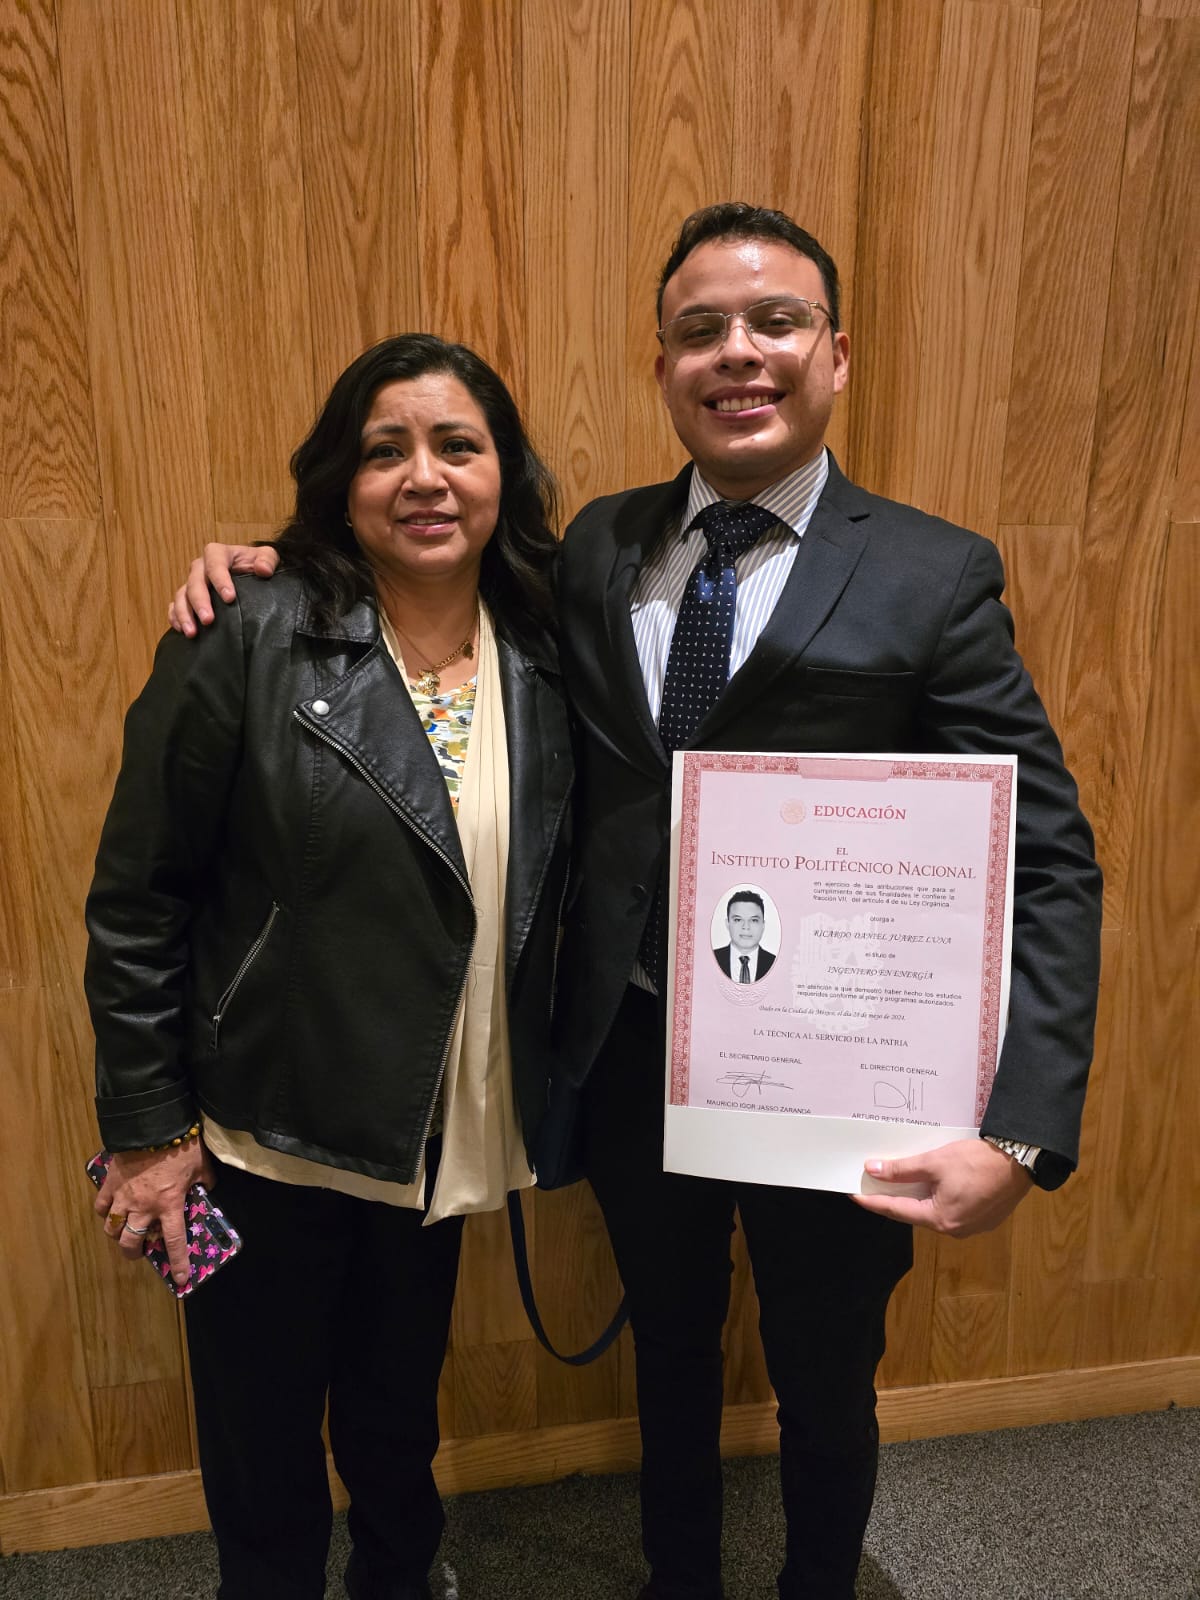 EDUCACIÓN
EL
INSTITUTO POLITÉCNICO NACIONAL
en ejercicio de las atribuciones que para el
cumplimiento de sus finalidades le confiere la
fracción VII, del artículo 4 de su Ley Orgánica.
otorga a
RICARDO DANIEL JUAREZ LUNA
el título de
INGENIERO EN ENERGÍA
en atención a que demostró haber hecho los estudios
requeridos conforme al plan y programas autorizados.
Dado en la Ciudad de México, el día 28 de mayo de 2024.
LA TÉCNICA AL SERVICIO DE LA PATRIA
EL SECRETARIO GENERAL
EL DIRECTOR GENERAL
MAURICIO IGOR JASSO ZARANDA
ARTURO REYES SANDOVAL